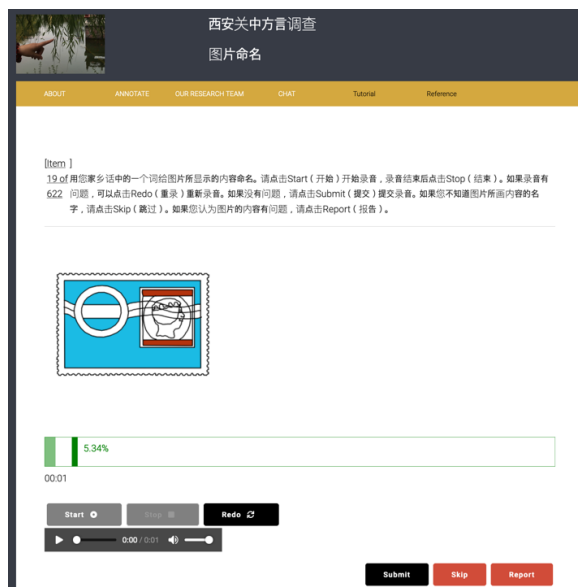 西安关中方言调查
图片命名
ABOUT ANNOTATE OUR RESEARCH TEAM CHAT Tutorial Reference
[Item ]
19 of 用您家乡话中的一个词给图片所显示的内容命名。请点击Start ( 开始 ) 开始录音，录音结束后点击Stop ( 结束 ) 。如果录音有
622 问题，可以点击Redo ( 重录 ) 重新录音。如果没有问题，请点击Submit ( 提交 ) 提交录音。如果您不知道图片所画内容的名
字，请点击Skip ( 跳过 ) 。如果您认为图片的内容有问题，请点击Report ( 报告 ) 。
5.34%
00:01
Start Stop Redo
0:00 / 0:01
Submit Skip Report